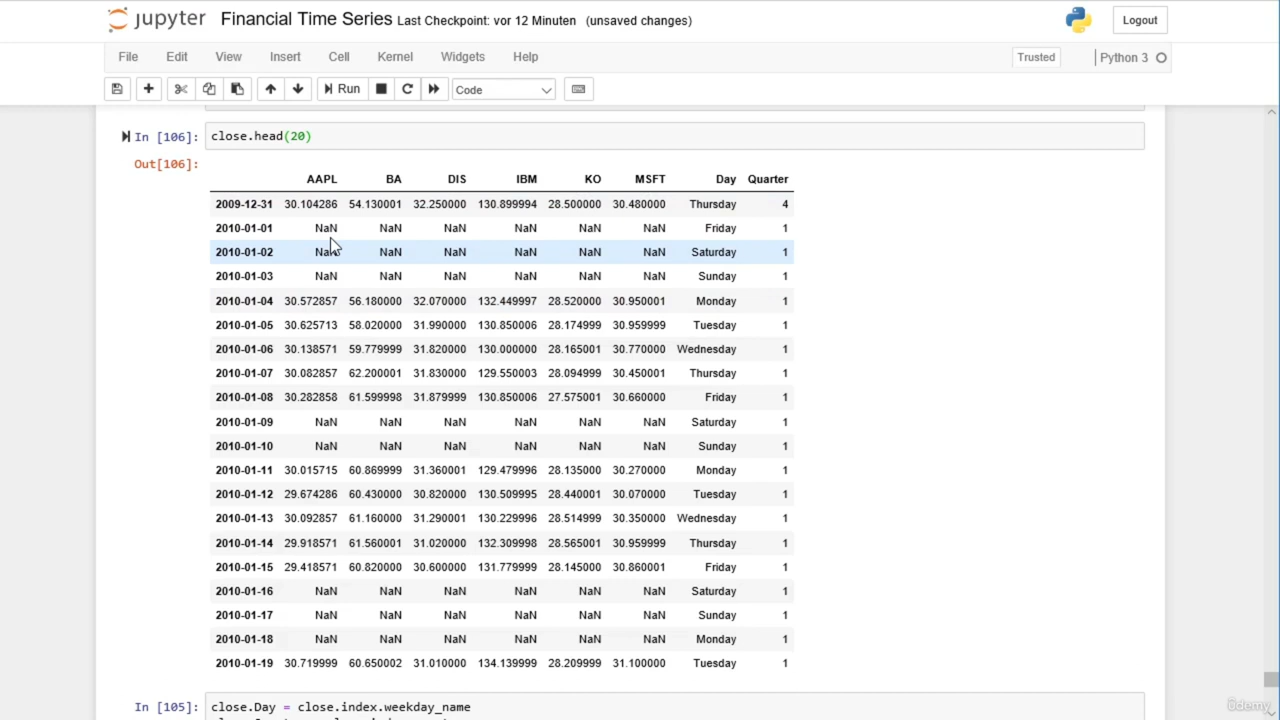 jupyter Financial Time Series Last Checkpoint: vor 12 Minuten (unsaved changes) Logout
File Edit View Insert Cell Kernel Widgets Help Trusted Python 3
Run Code
In [106]: close.head(20)
Out[106]:
AAPL BA DIS IBM KO MSFT Day Quarter
2009-12-31 30.104286 54.130001 32.250000 130.899994 28.500000 30.480000 Thursday 4
2010-01-01 NaN NaN NaN NaN NaN NaN Friday 1
2010-01-02 NaN NaN NaN NaN NaN NaN Saturday 1
2010-01-03 NaN NaN NaN NaN NaN NaN Sunday 1
2010-01-04 30.572857 56.180000 32.070000 132.449997 28.520000 30.950001 Monday 1
2010-01-05 30.625713 58.020000 31.990000 130.850006 28.174999 30.959999 Tuesday 1
2010-01-06 30.138571 59.779999 31.820000 130.000000 28.165001 30.770000 Wednesday 1
2010-01-07 30.082857 62.200001 31.830000 129.550003 28.094999 30.450001 Thursday 1
2010-01-08 30.282858 61.599998 31.879999 130.850006 27.575001 30.660000 Friday 1
2010-01-09 NaN NaN NaN NaN NaN NaN Saturday 1
2010-01-10 NaN NaN NaN NaN NaN NaN Sunday 1
2010-01-11 30.015715 60.869999 31.360001 129.479996 28.135000 30.270000 Monday 1
2010-01-12 29.674286 60.430000 30.820000 130.509995 28.440001 30.070000 Tuesday 1
2010-01-13 30.092857 61.160000 31.290001 130.229996 28.514999 30.350000 Wednesday 1
2010-01-14 29.918571 61.560001 31.020000 132.309998 28.565001 30.959999 Thursday 1
2010-01-15 29.418571 60.820000 30.600000 131.779999 28.145000 30.860001 Friday 1
2010-01-16 NaN NaN NaN NaN NaN NaN Saturday 1
2010-01-17 NaN NaN NaN NaN NaN NaN Sunday 1
2010-01-18 NaN NaN NaN NaN NaN NaN Monday 1
2010-01-19 30.719999 60.650002 31.010000 134.139999 28.209999 31.100000 Tuesday 1
In [105]: close.Day = close.index.weekday_name
Udemy